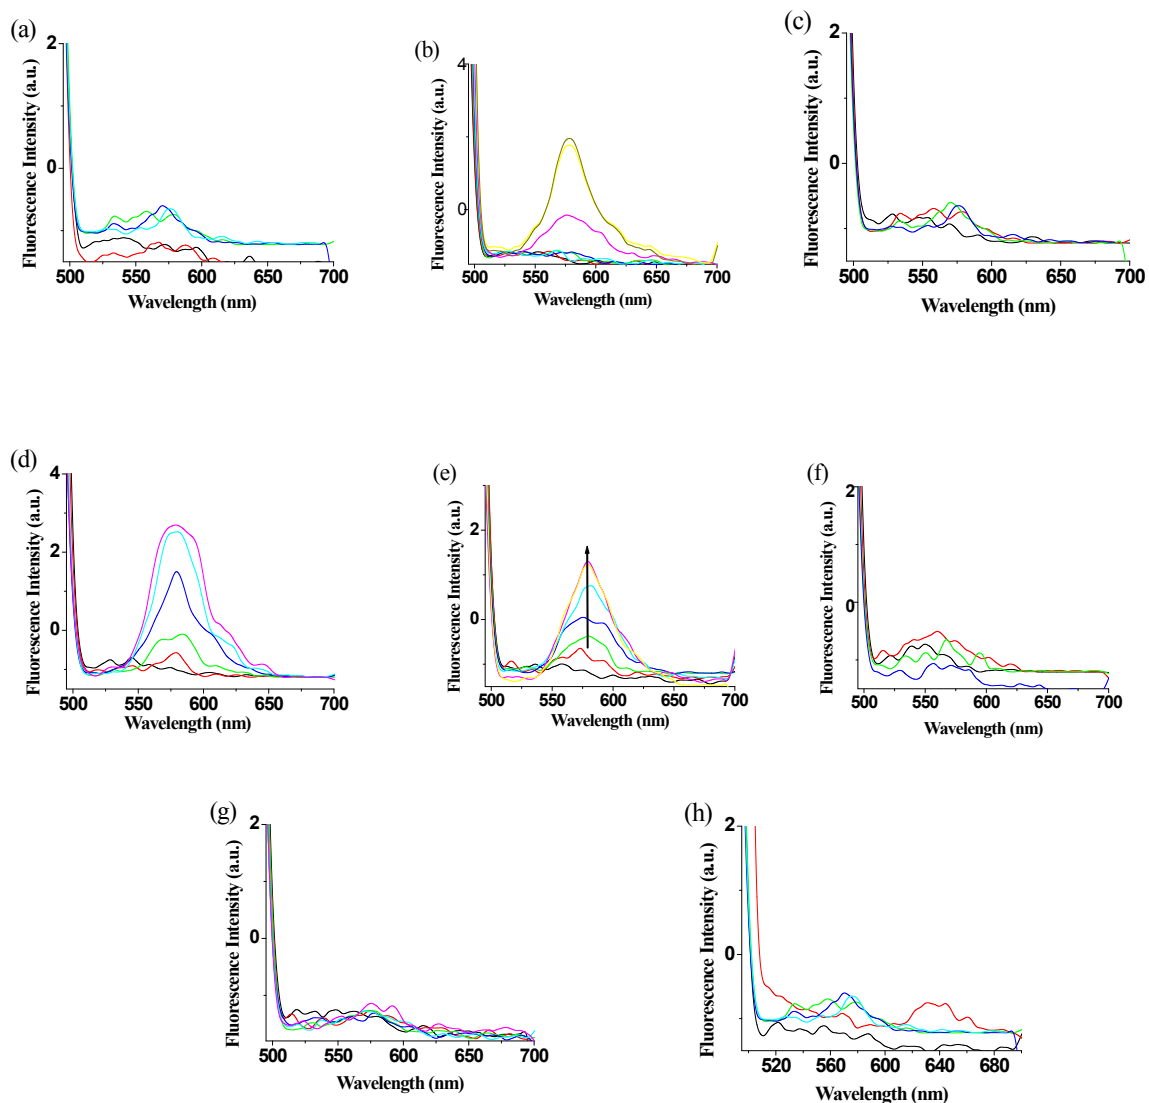 (a)
Fluorescence Intensity (a.u.)
2
0
500 550 600 650 700
Wavelength (nm)
(b)
Fluorescence Intensity (a.u.)
4
2
0
500 550 600 650 700
Wavelength (nm)
(c)
Fluorescence Intensity (a.u.)
2
0
500 550 600 650 700
Wavelength (nm)
(d)
Fluorescence Intensity (a.u.)
4
2
0
500 550 600 650 700
Wavelength (nm)
(e)
Fluorescence Intensity (a.u.)
2
0
500 550 600 650 700
Wavelength (nm)
(f)
Fluorescence Intensity (a.u.)
2
0
500 550 600 650 700
Wavelength (nm)
(g)
Fluorescence Intensity (a.u.)
2
0
500 550 600 650 700
Wavelength (nm)
(h)
Fluorescence Intensity (a.u.)
2
0
520 560 600 640 680
Wavelength (nm)